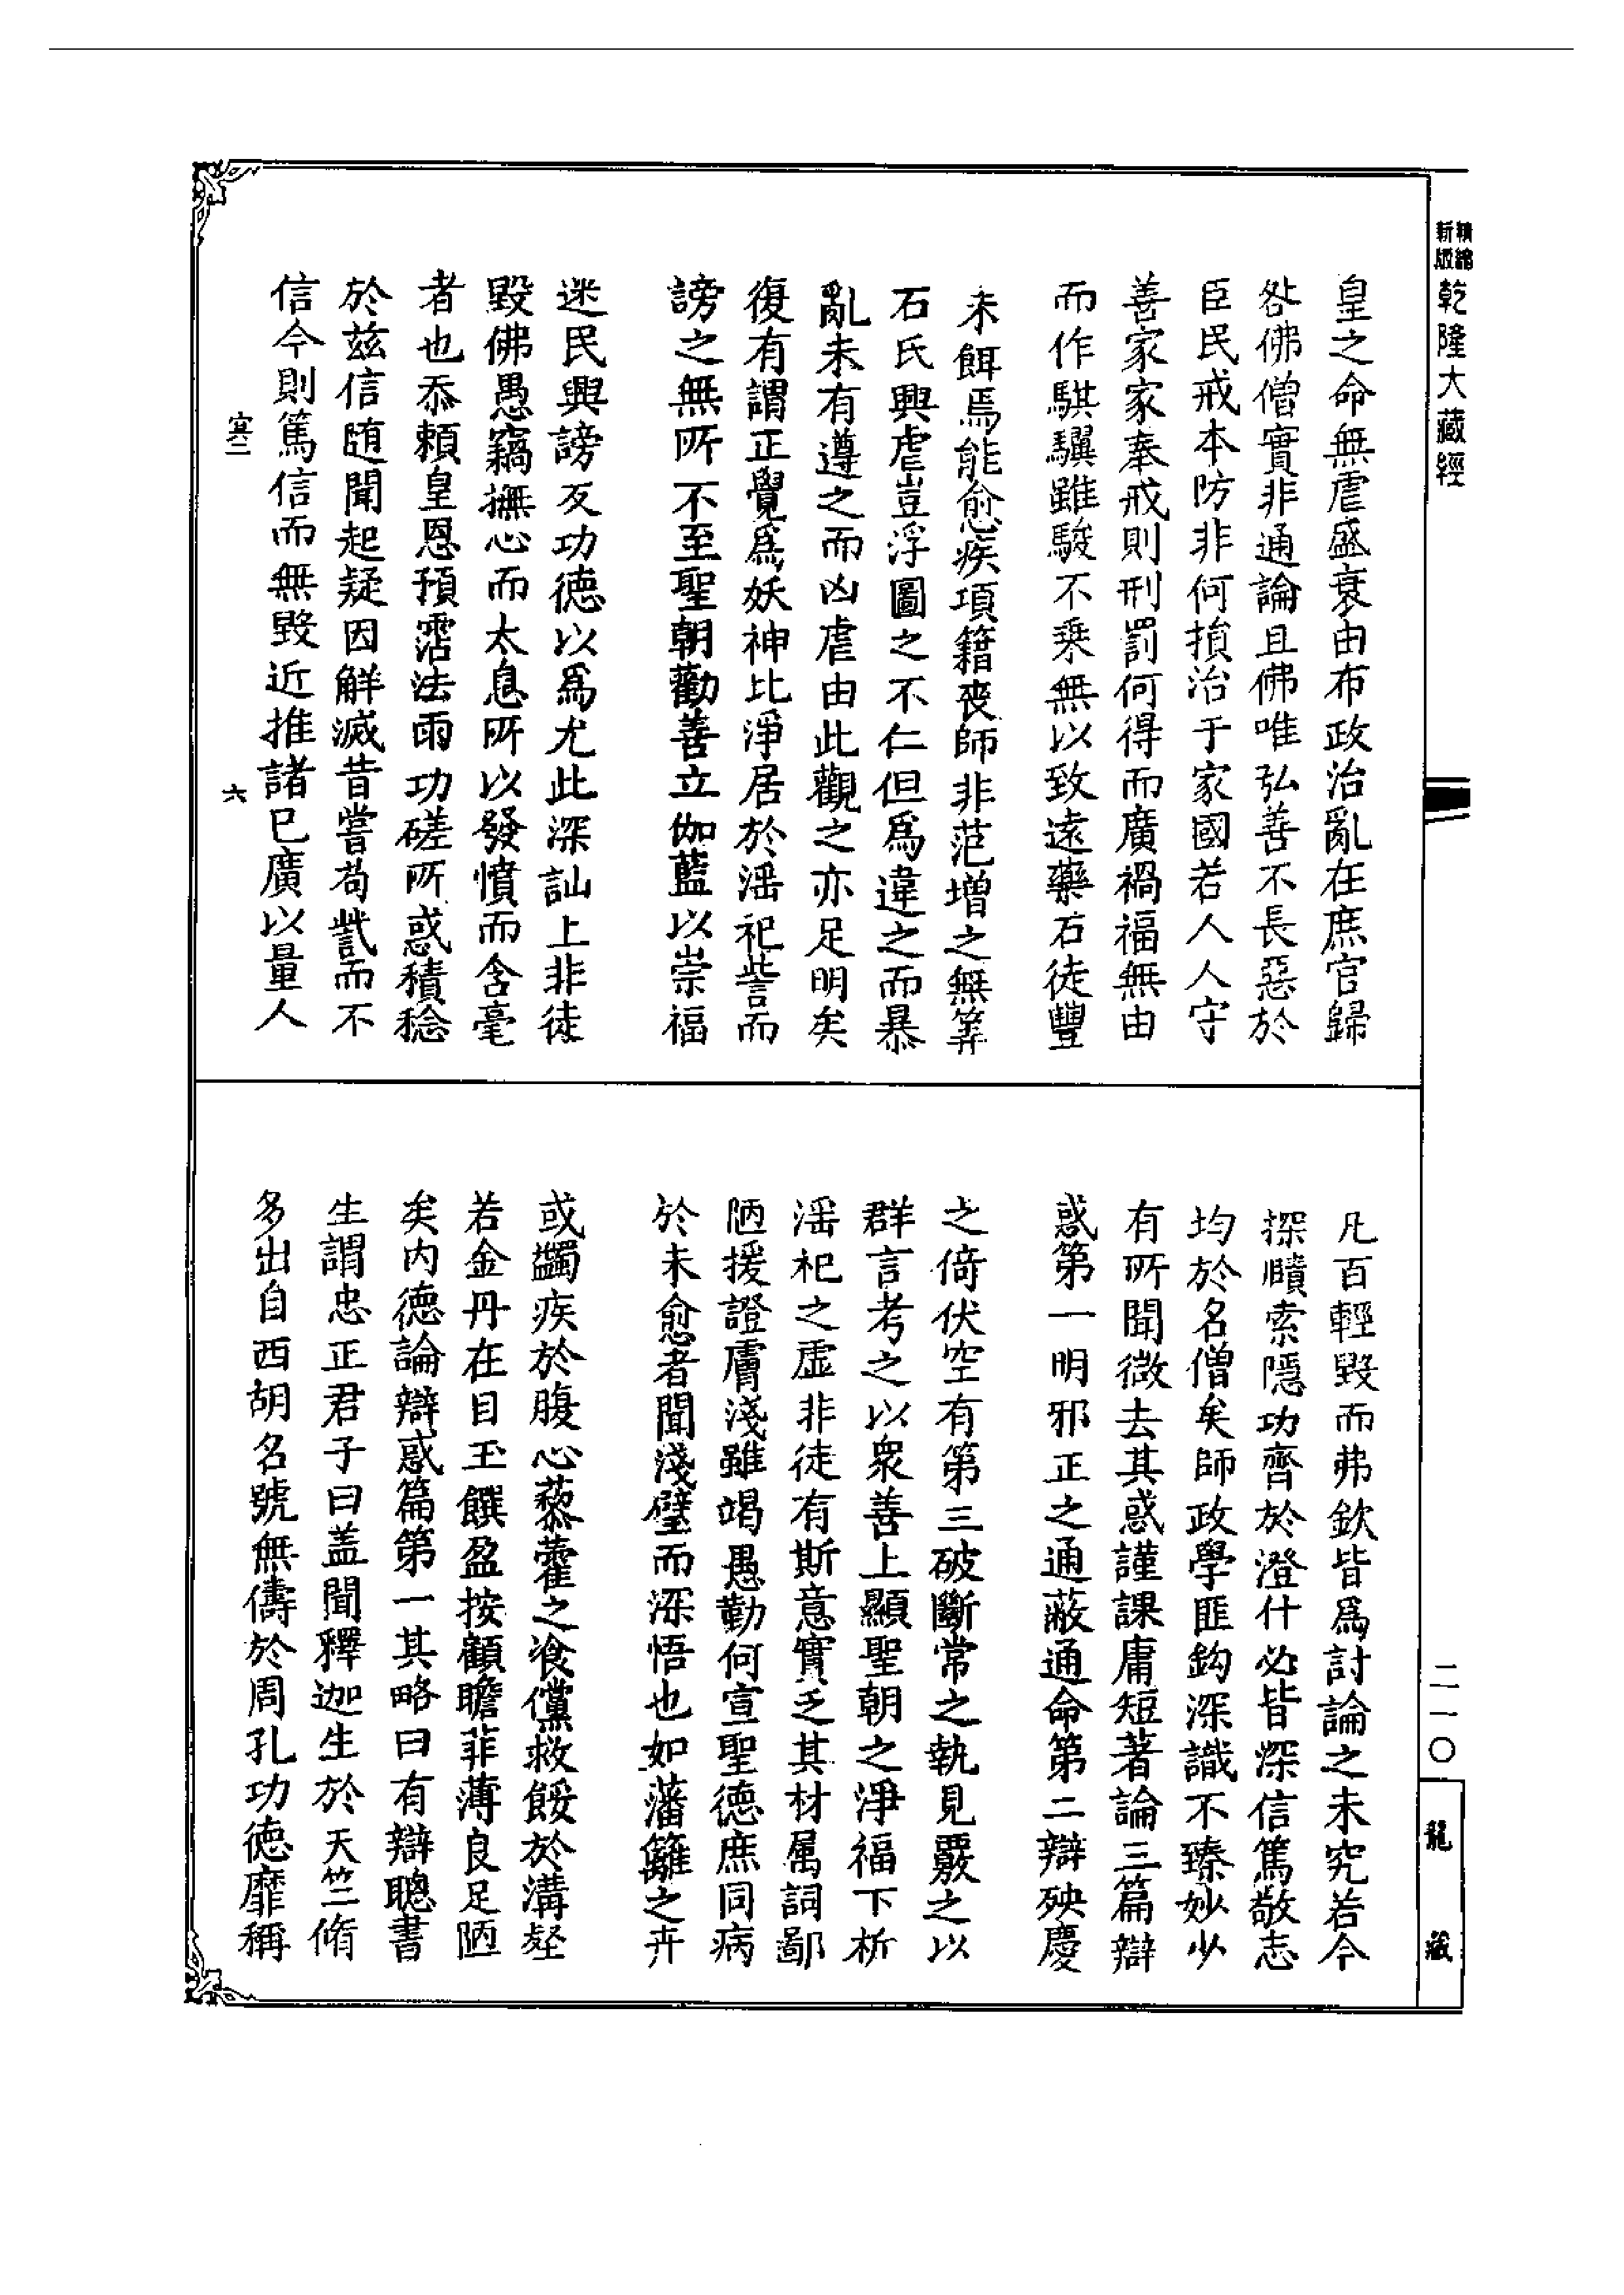 精縮新版乾隆大藏經
皇之命無虐盛衰由布政治亂在庶官歸
咎佛僧實非通論且佛唯弘善不長惡於
臣民戒本防非何損治于家國若人人守
善家家奉戒則刑罰何得而廣禍福無由
而作騏驥雖駿不乘無以致遠藥石徒豐
未餌焉能愈疾項籍喪師非范增之無筭
石氏興虐豈浮圖之不仁但爲違之而暴
亂未有遵之而凶虐由此觀之亦足明矣
復有謂正覺爲妖神比淨居於淫祀訾而
謗之無所不至聖朝勸善立伽藍以崇福
迷民興謗反功德以爲尤此深訕上非徒
毀佛愚竊撫心而太息所以發憤而含毫
者也忝賴皇恩預霑法雨功磋所惑積稔
於茲信随聞起疑因解滅昔嘗苟訾而不
信今則篤信而無毀近推諸已廣以量人
六
凡百輕毀而弗欽皆爲討論之未究若令
探賾索隱功齊於澄什必皆深信篤敬志
均於名僧矣師政學匪鈎深識不臻妙少
有所聞微去其惑謹課庸短著論三篇辯
惑第一明邪正之通蔽通命第二辯殃慶
之倚伏空有第三破斷常之執見覈之以
群言考之以衆善上顯聖朝之淨福下析
淫祀之虛非徒有斯意實乏其材属詞鄙
陋援證膚淺雖竭愚勤何宣聖德庶同病
於未愈者聞淺譬而深悟也如藩籬之卉
或蠲疾於腹心藜藿之飡儻救餒於溝壑
若金丹在目玉饌盈按顧瞻菲薄良足陋
矣内德論辯惑篇第一其略曰有辯聰書
生謂忠正君子曰盖聞釋迦生於天竺脩
多出自西胡名號無儔於周孔功德靡稱
二一〇
龍藏